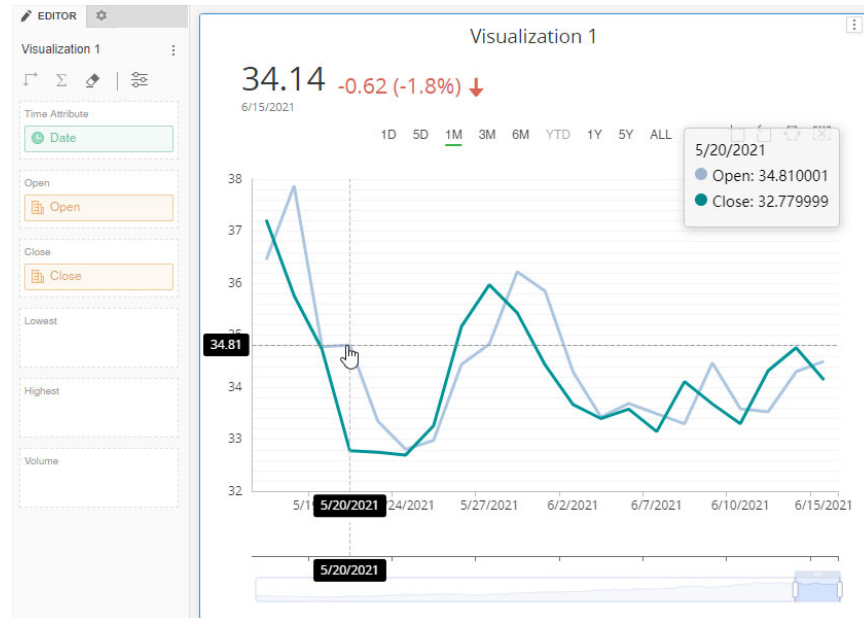 EDITOR
Visualization 1
Time Attribute
Date
Open
Open
Close
Close
Lowest
Highest
Volume
Visualization 1
34.14 -0.62 (-1.8%)
6/15/2021
1D 5D 1M 3M 6M YTD 1Y 5Y ALL
5/20/2021
Open: 34.810001
Close: 32.779999
38
37
36
34.81
34
33
32
5/20/2021 24/2021 5/27/2021 6/2/2021 6/7/2021 6/10/2021 6/15/2021
5/20/2021